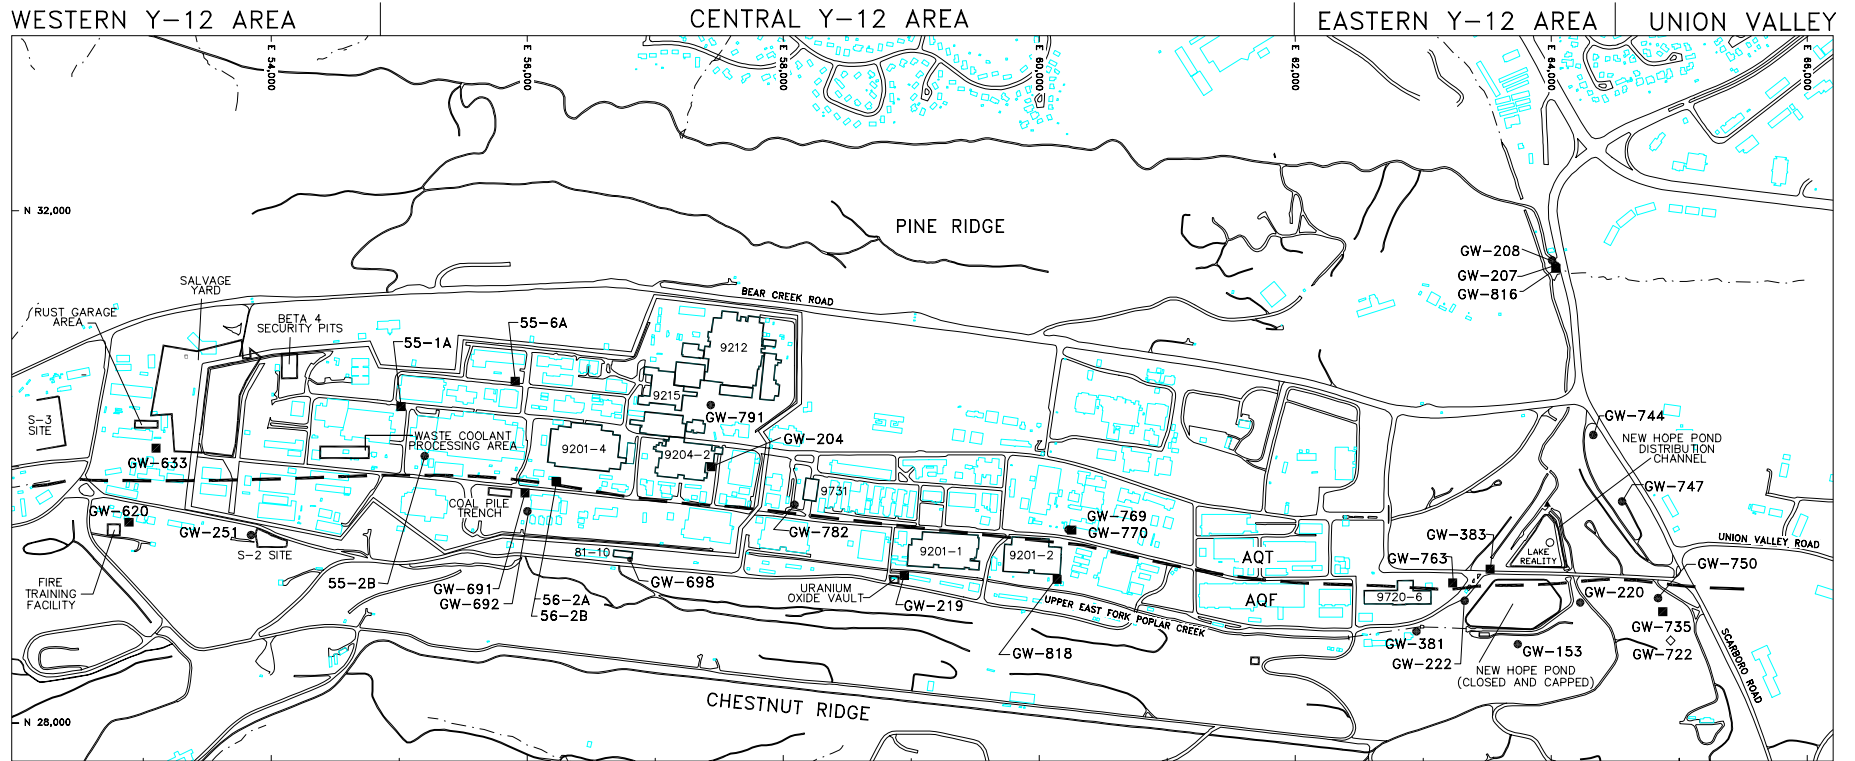 WESTERN Y-12 AREA
CENTRAL Y-12 AREA
EASTERN Y-12 AREA
UNION VALLEY
E 54,000
E 56,000
E 58,000
E 60,000
E 62,000
E 64,000
E 66,000
N 32,000
PINE RIDGE
GW-208
GW-207
GW-816
SALVAGE
YARD
BEAR CREEK ROAD
RUST GARAGE
AREA
BETA 4
SECURITY PITS
55-6A
55-1A
9212
9215
GW-791
S-3
SITE
GW-744
WASTE COOLANT
PROCESSING AREA
9201-4
9204-2
GW-204
NEW HOPE POND
DISTRIBUTION
CHANNEL
GW-633
GW-747
COAL PILE
TRENCH
9731
GW-620
GW-251
S-2 SITE
GW-782
GW-769
GW-770
GW-383
UNION VALLEY ROAD
81-10
9201-1
9201-2
AQT
GW-763
LAKE
REALITY
GW-750
FIRE
TRAINING
FACILITY
55-2B
GW-691
GW-692
56-2A
56-2B
GW-698
URANIUM
OXIDE VAULT
GW-219
UPPER EAST FORK POPLAR CREEK
AQF
9720-6
GW-220
GW-735
GW-722
GW-818
GW-381
GW-222
GW-153
NEW HOPE POND
(CLOSED AND CAPPED)
SCARBORO ROAD
CHESTNUT RIDGE
N 28,000